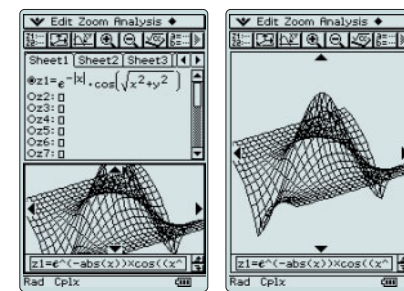 Edit Zoom Analysis
Sheet1 Sheet2 Sheet3
z1=e^-|x|·cos(√x²+y²)
z2:
z3:
z4:
z5:
z6:
z7:
z1=e^(-abs(x))×cos((x^
Rad Cplx
Edit Zoom Analysis
z1=e^(-abs(x))×cos((x^
Rad Cplx